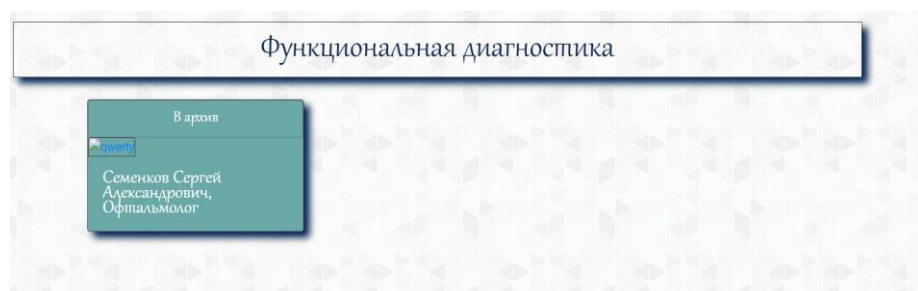 Функциональная диагностика
В архив
qwerty
Семенков Сергей
Александрович,
Офтальмолог